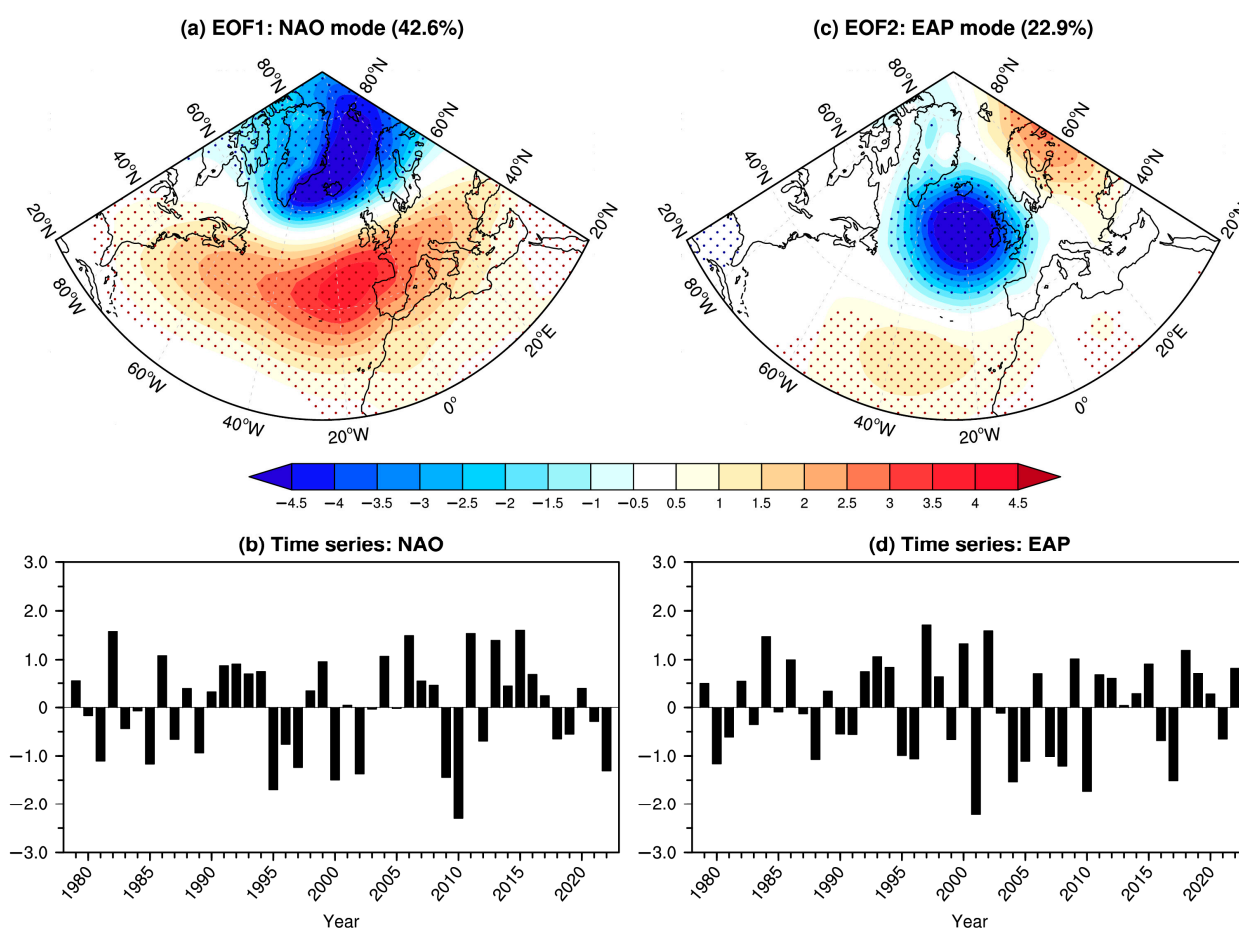 (a) EOF1: NAO mode (42.6%)
80°N
80°N
60°N
60°N
40°N
40°N
20°N
20°N
80°W
60°W
40°W
20°W
0°
20°E
(c) EOF2: EAP mode (22.9%)
80°N
80°N
60°N
60°N
40°N
40°N
20°N
20°N
80°W
60°W
40°W
20°W
0°
20°E
−4.5 −4 −3.5 −3 −2.5 −2 −1.5 −1 −0.5 0.5 1 1.5 2 2.5 3 3.5 4 4.5
(b) Time series: NAO
3.0
2.0
1.0
0
−1.0
−2.0
−3.0
1980 1985 1990 1995 2000 2005 2010 2015 2020
Year
(d) Time series: EAP
3.0
2.0
1.0
0
−1.0
−2.0
−3.0
1980 1985 1990 1995 2000 2005 2010 2015 2020
Year